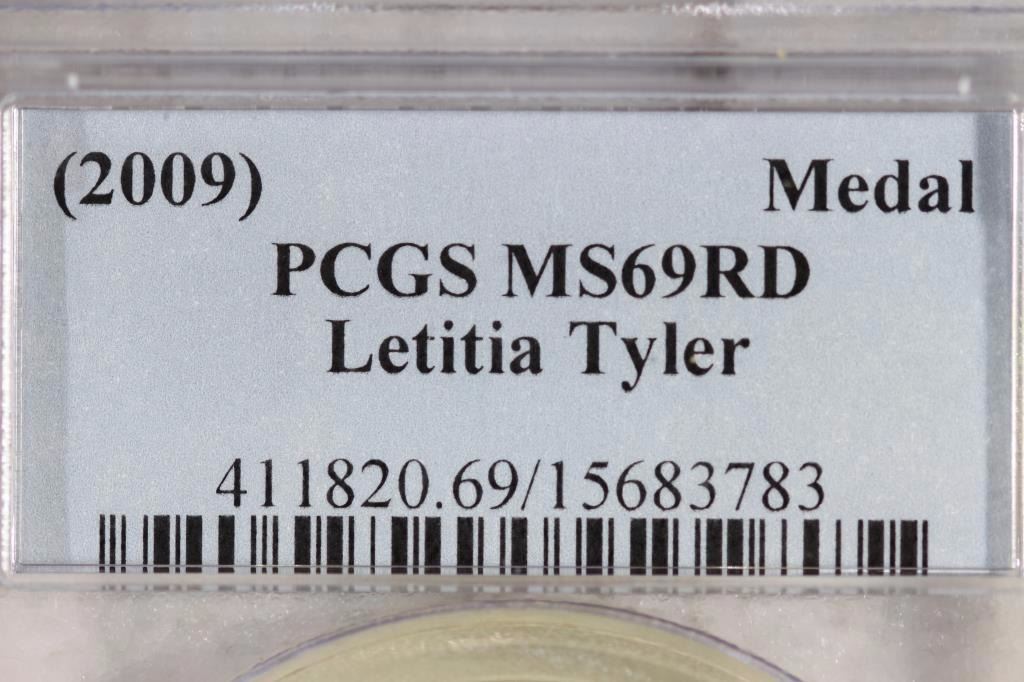 (2009) Medal
PCGS MS69RD
Letitia Tyler
411820.69/15683783